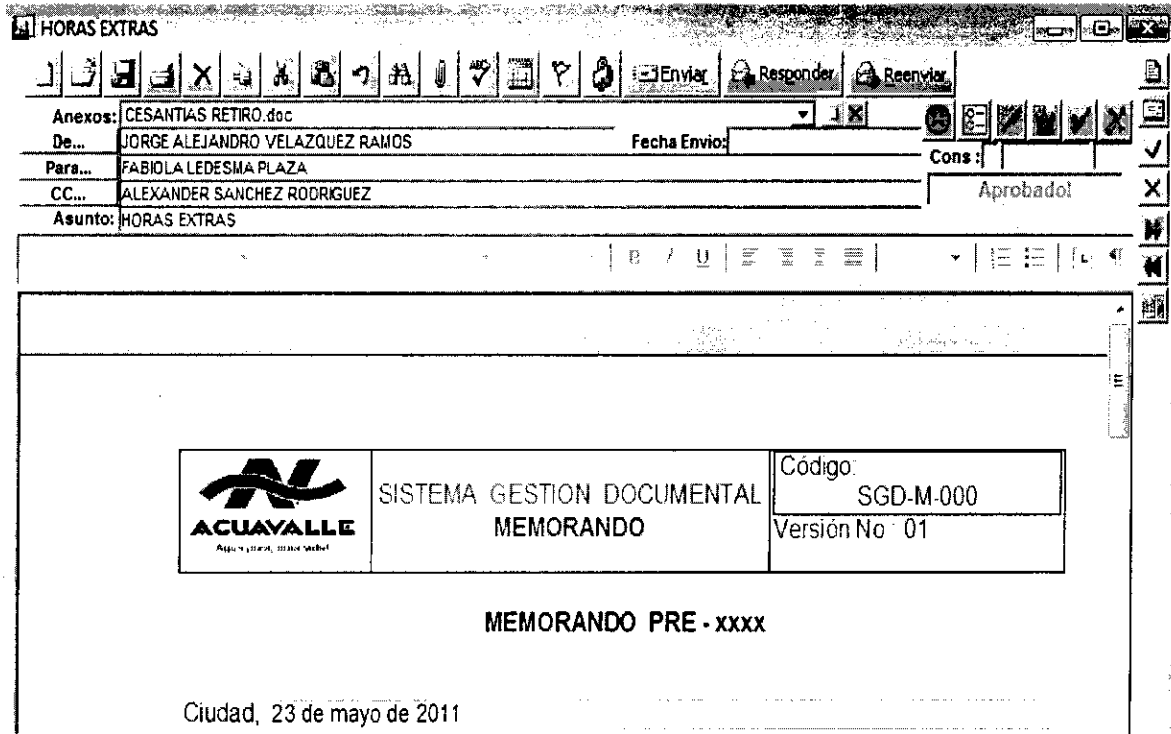 HORAS EXTRAS
Enviar Responder Reenviar
Anexos: CESANTIAS RETIRO.doc
De... JORGE ALEJANDRO VELAZQUEZ RAMOS Fecha Envio:
Para... FABIOLA LEDESMA PLAZA Cons :
CC... ALEXANDER SANCHEZ RODRIGUEZ Aprobado!
Asunto: HORAS EXTRAS
ACUAVALLE
SISTEMA GESTION DOCUMENTAL
MEMORANDO
Código:
SGD-M-000
Versión No : 01
MEMORANDO PRE - xxxx
Ciudad, 23 de mayo de 2011